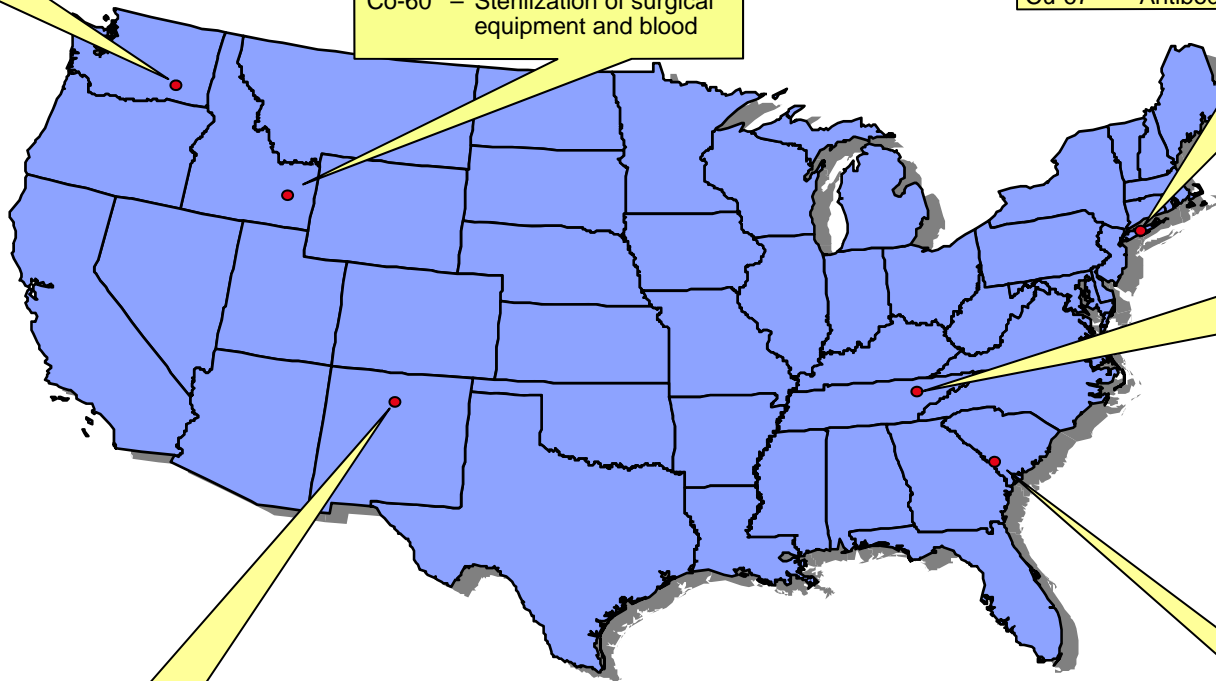 Co-60 – Sterilization of surgical
equipment and blood